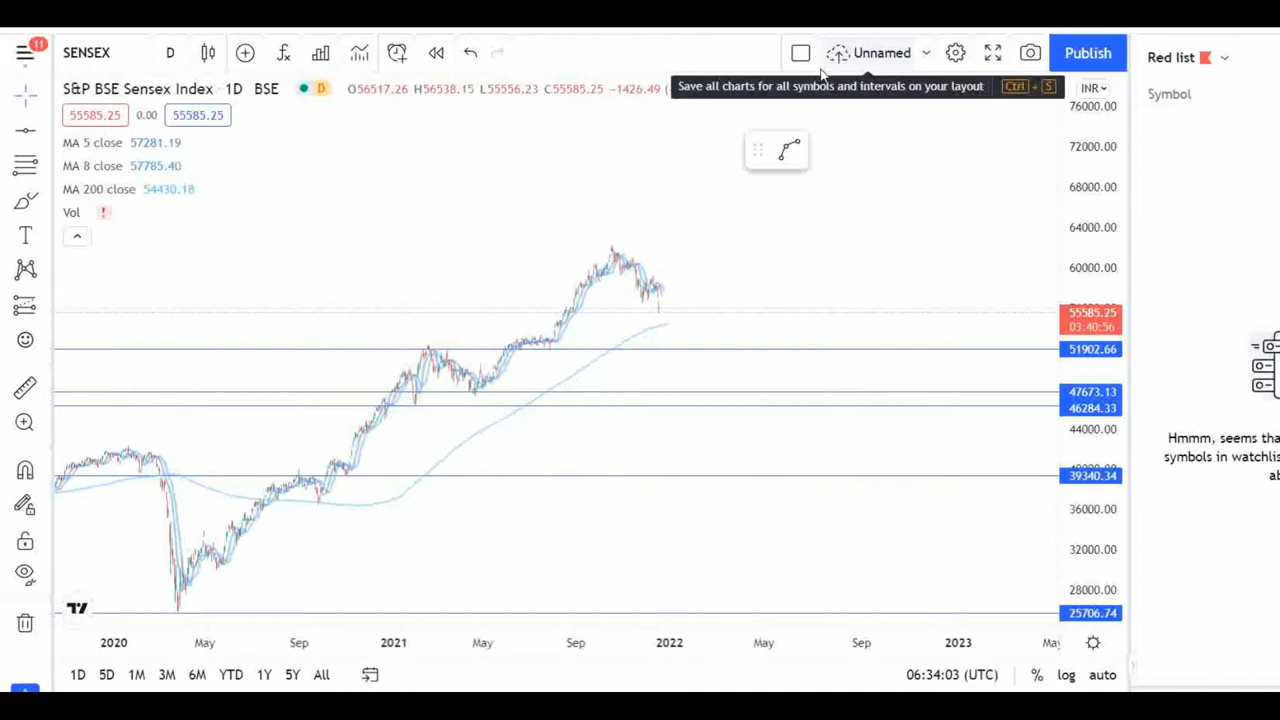 11
SENSEX
D
Unnamed
Publish
Red list
Save all charts for all symbols and intervals on your layout Ctrl + S
S&P BSE Sensex Index · 1D BSE
D
O56517.26 H56538.15 L55556.23 C55585.25 −1426.49
INR
Symbol
55585.25 0.00 55585.25
MA 5 close 57281.19
MA 8 close 57785.40
MA 200 close 54430.18
Vol !
76000.00
72000.00
68000.00
64000.00
60000.00
55585.25
03:40:56
51902.66
47673.13
46284.33
44000.00
39340.34
36000.00
32000.00
28000.00
25706.74
Hmmm, seems tha
symbols in watchlis
ab
2020 May Sep 2021 May Sep 2022 May Sep 2023
1D 5D 1M 3M 6M YTD 1Y 5Y All
06:34:03 (UTC)
% log auto